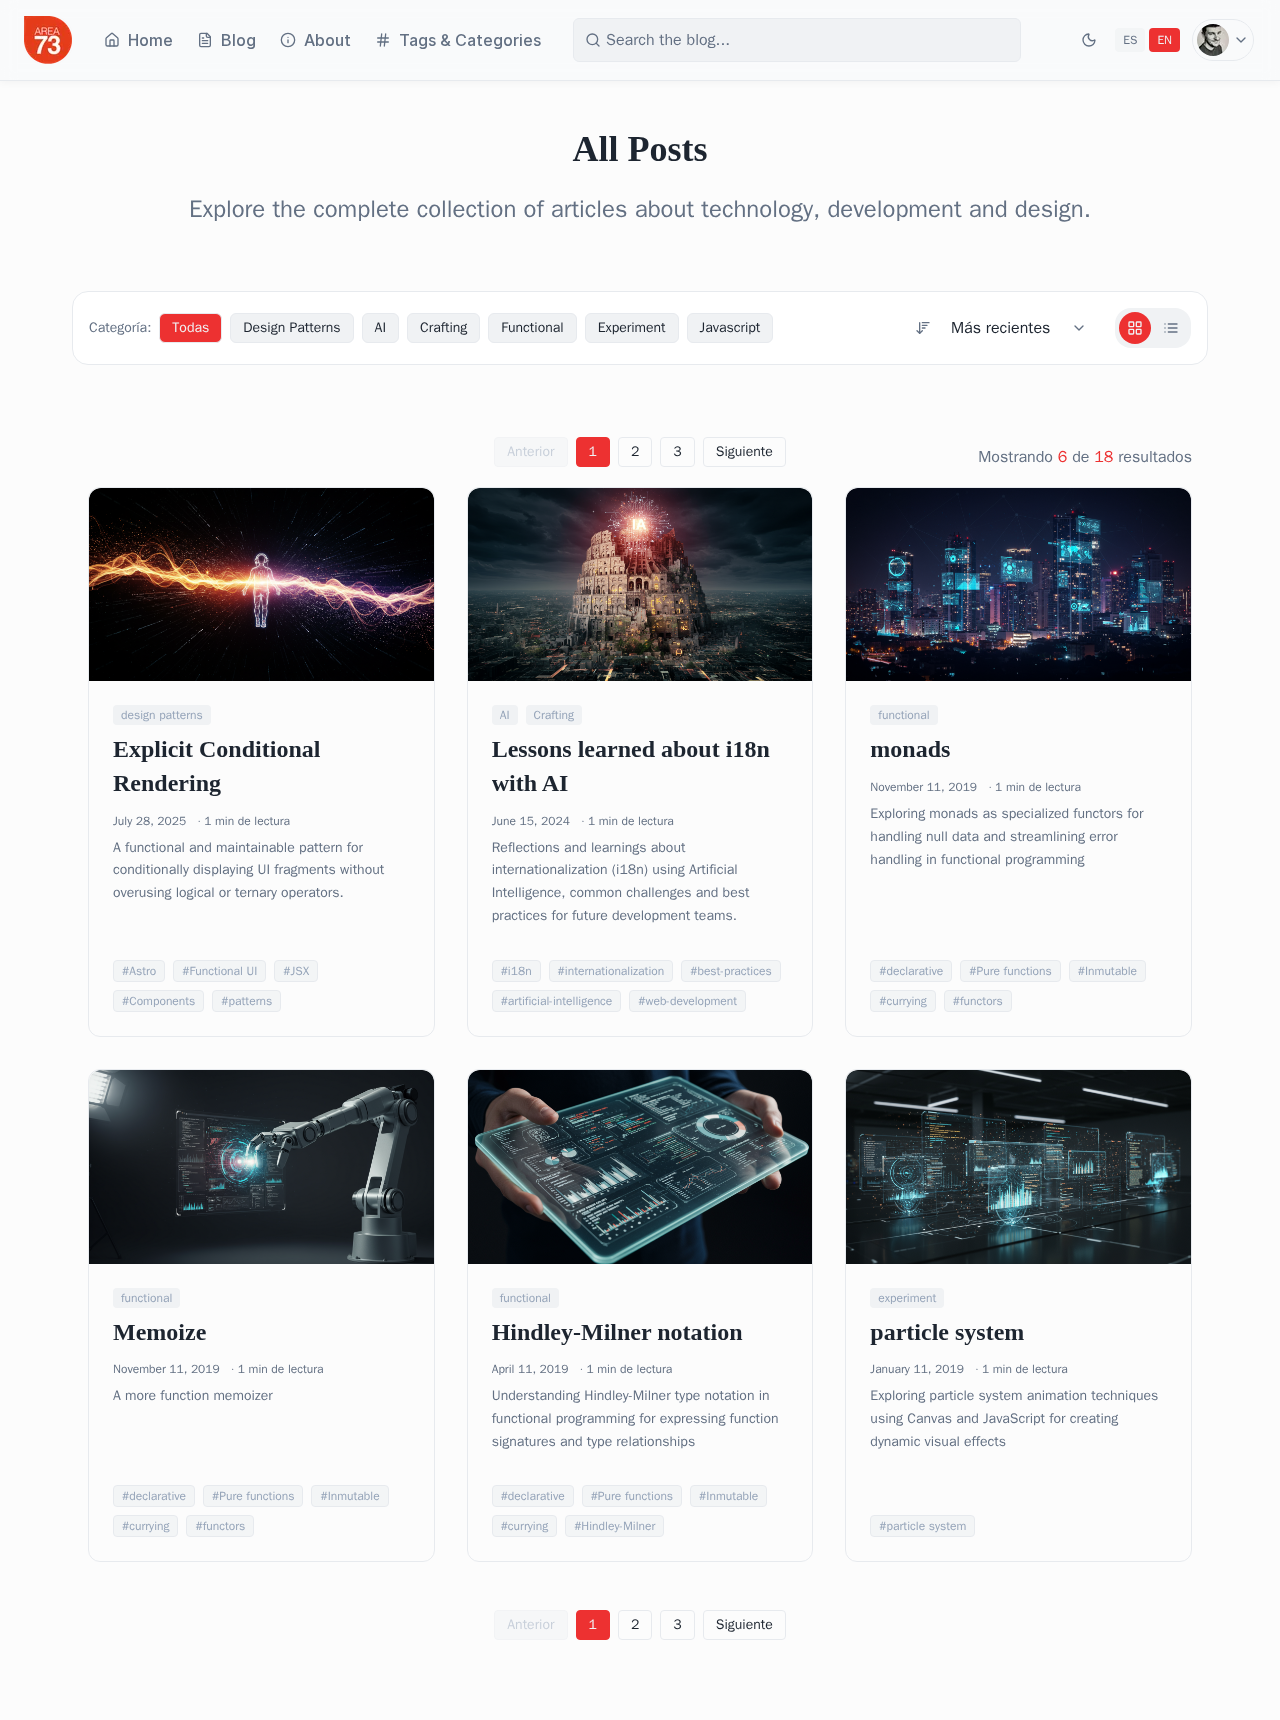 AREA
73
Home
Blog
About
Tags & Categories
Search the blog...
ES
EN
All Posts
Explore the complete collection of articles about technology, development and design.
Categoría:
Todas
Design Patterns
AI
Crafting
Functional
Experiment
Javascript
Más recientes
Anterior
1
2
3
Siguiente
Mostrando 6 de 18 resultados
IA
design patterns
Explicit Conditional
Rendering
July 28, 2025 · 1 min de lectura
A functional and maintainable pattern for
conditionally displaying UI fragments without
overusing logical or ternary operators.
#Astro
#Functional UI
#JSX
#Components
#patterns
AI
Crafting
Lessons learned about i18n
with AI
June 15, 2024 · 1 min de lectura
Reflections and learnings about
internationalization (i18n) using Artificial
Intelligence, common challenges and best
practices for future development teams.
#i18n
#internationalization
#best-practices
#artificial-intelligence
#web-development
functional
monads
November 11, 2019 · 1 min de lectura
Exploring monads as specialized functors for
handling null data and streamlining error
handling in functional programming
#declarative
#Pure functions
#Inmutable
#currying
#functors
functional
Memoize
November 11, 2019 · 1 min de lectura
A more function memoizer
#declarative
#Pure functions
#Inmutable
#currying
#functors
functional
Hindley-Milner notation
April 11, 2019 · 1 min de lectura
Understanding Hindley-Milner type notation in
functional programming for expressing function
signatures and type relationships
#declarative
#Pure functions
#Inmutable
#currying
#Hindley-Milner
experiment
particle system
January 11, 2019 · 1 min de lectura
Exploring particle system animation techniques
using Canvas and JavaScript for creating
dynamic visual effects
#particle system
Anterior
1
2
3
Siguiente